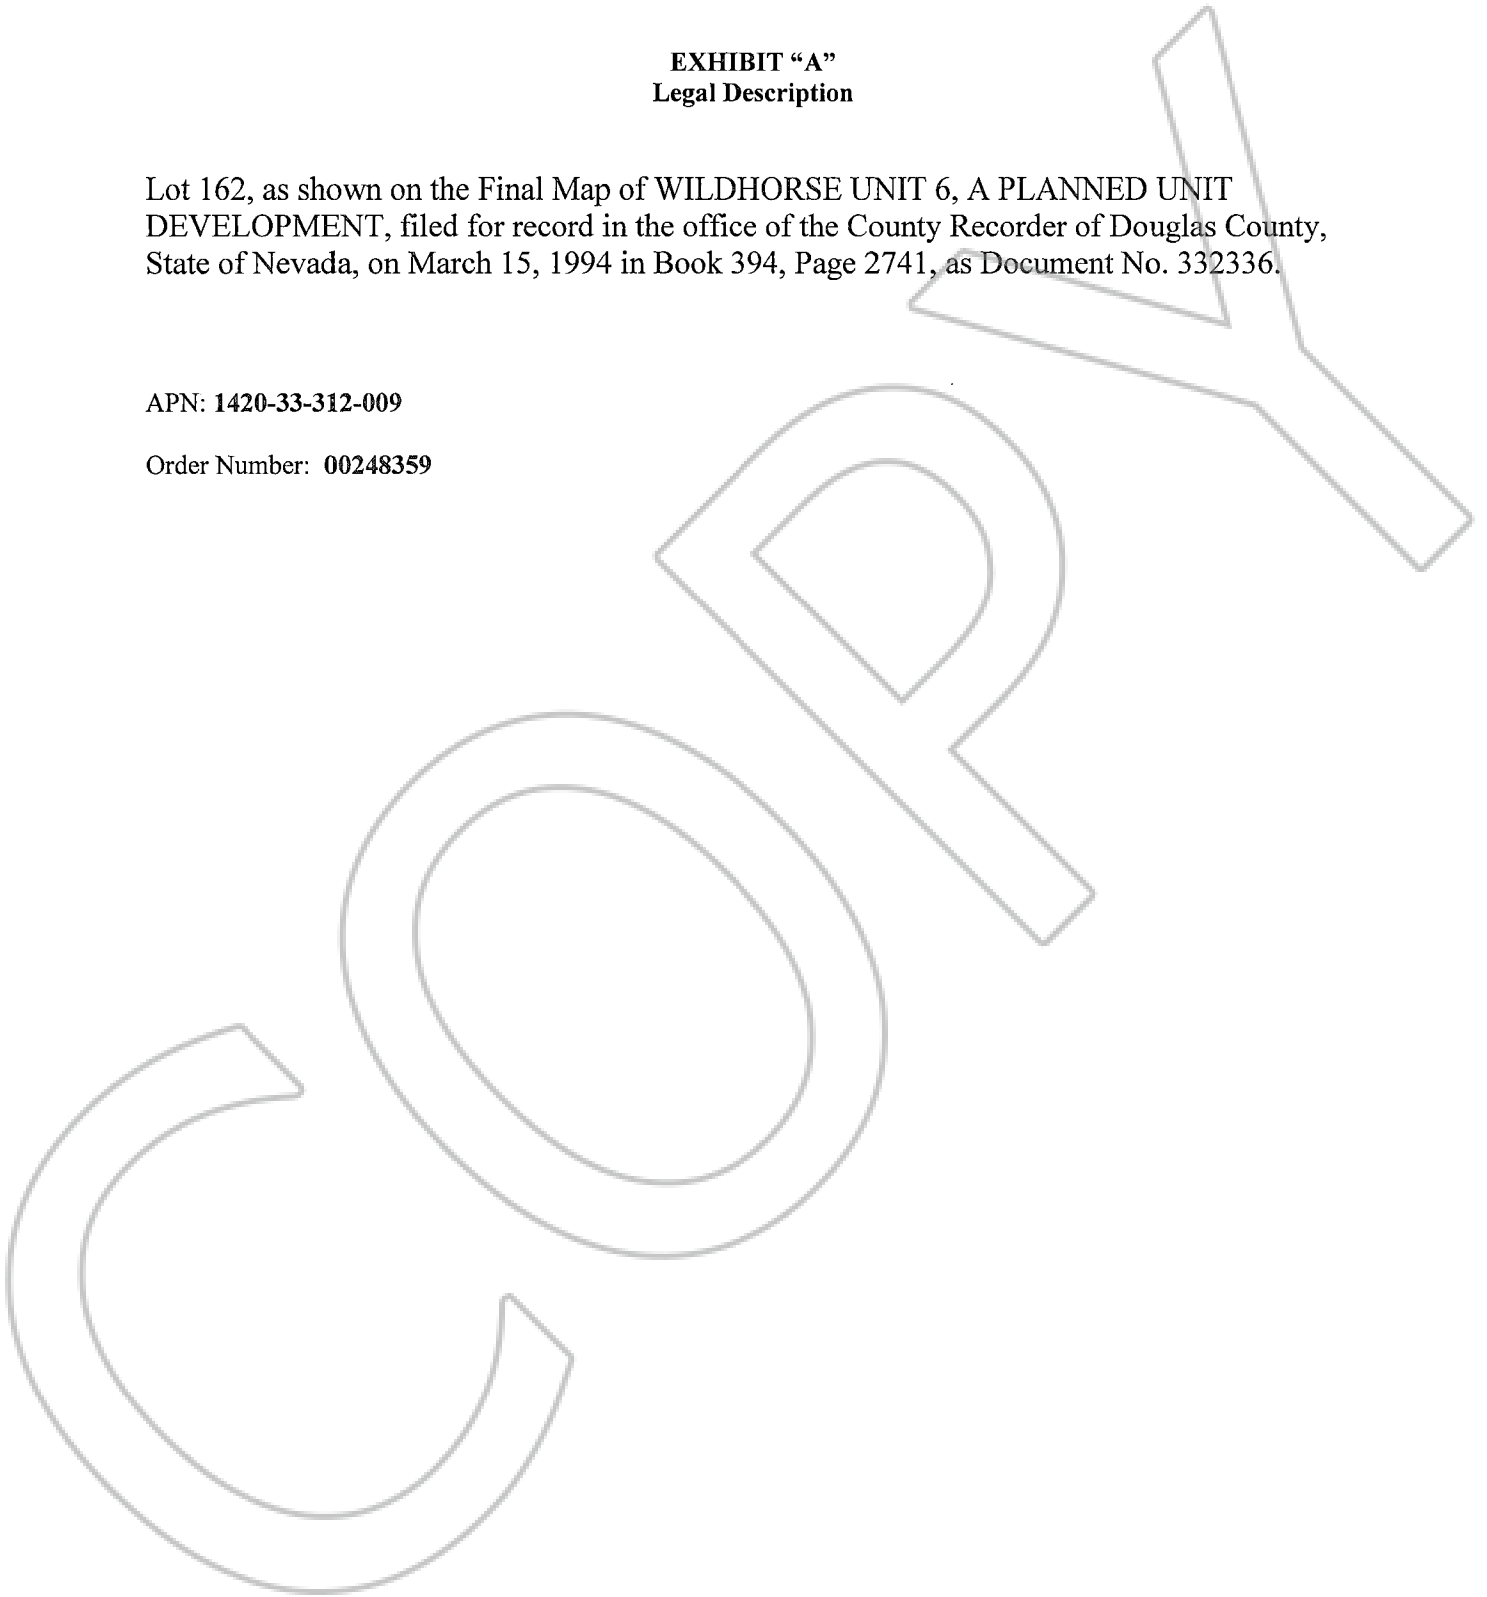 EXHIBIT “A”
Legal Description
Lot 162, as shown on the Final Map of WILDHORSE UNIT 6, A PLANNED UNIT
DEVELOPMENT, filed for record in the office of the County Recorder of Douglas County,
State of Nevada, on March 15, 1994 in Book 394, Page 2741, as Document No. 332336.
APN: 1420-33-312-009
Order Number: 00248359
COPY